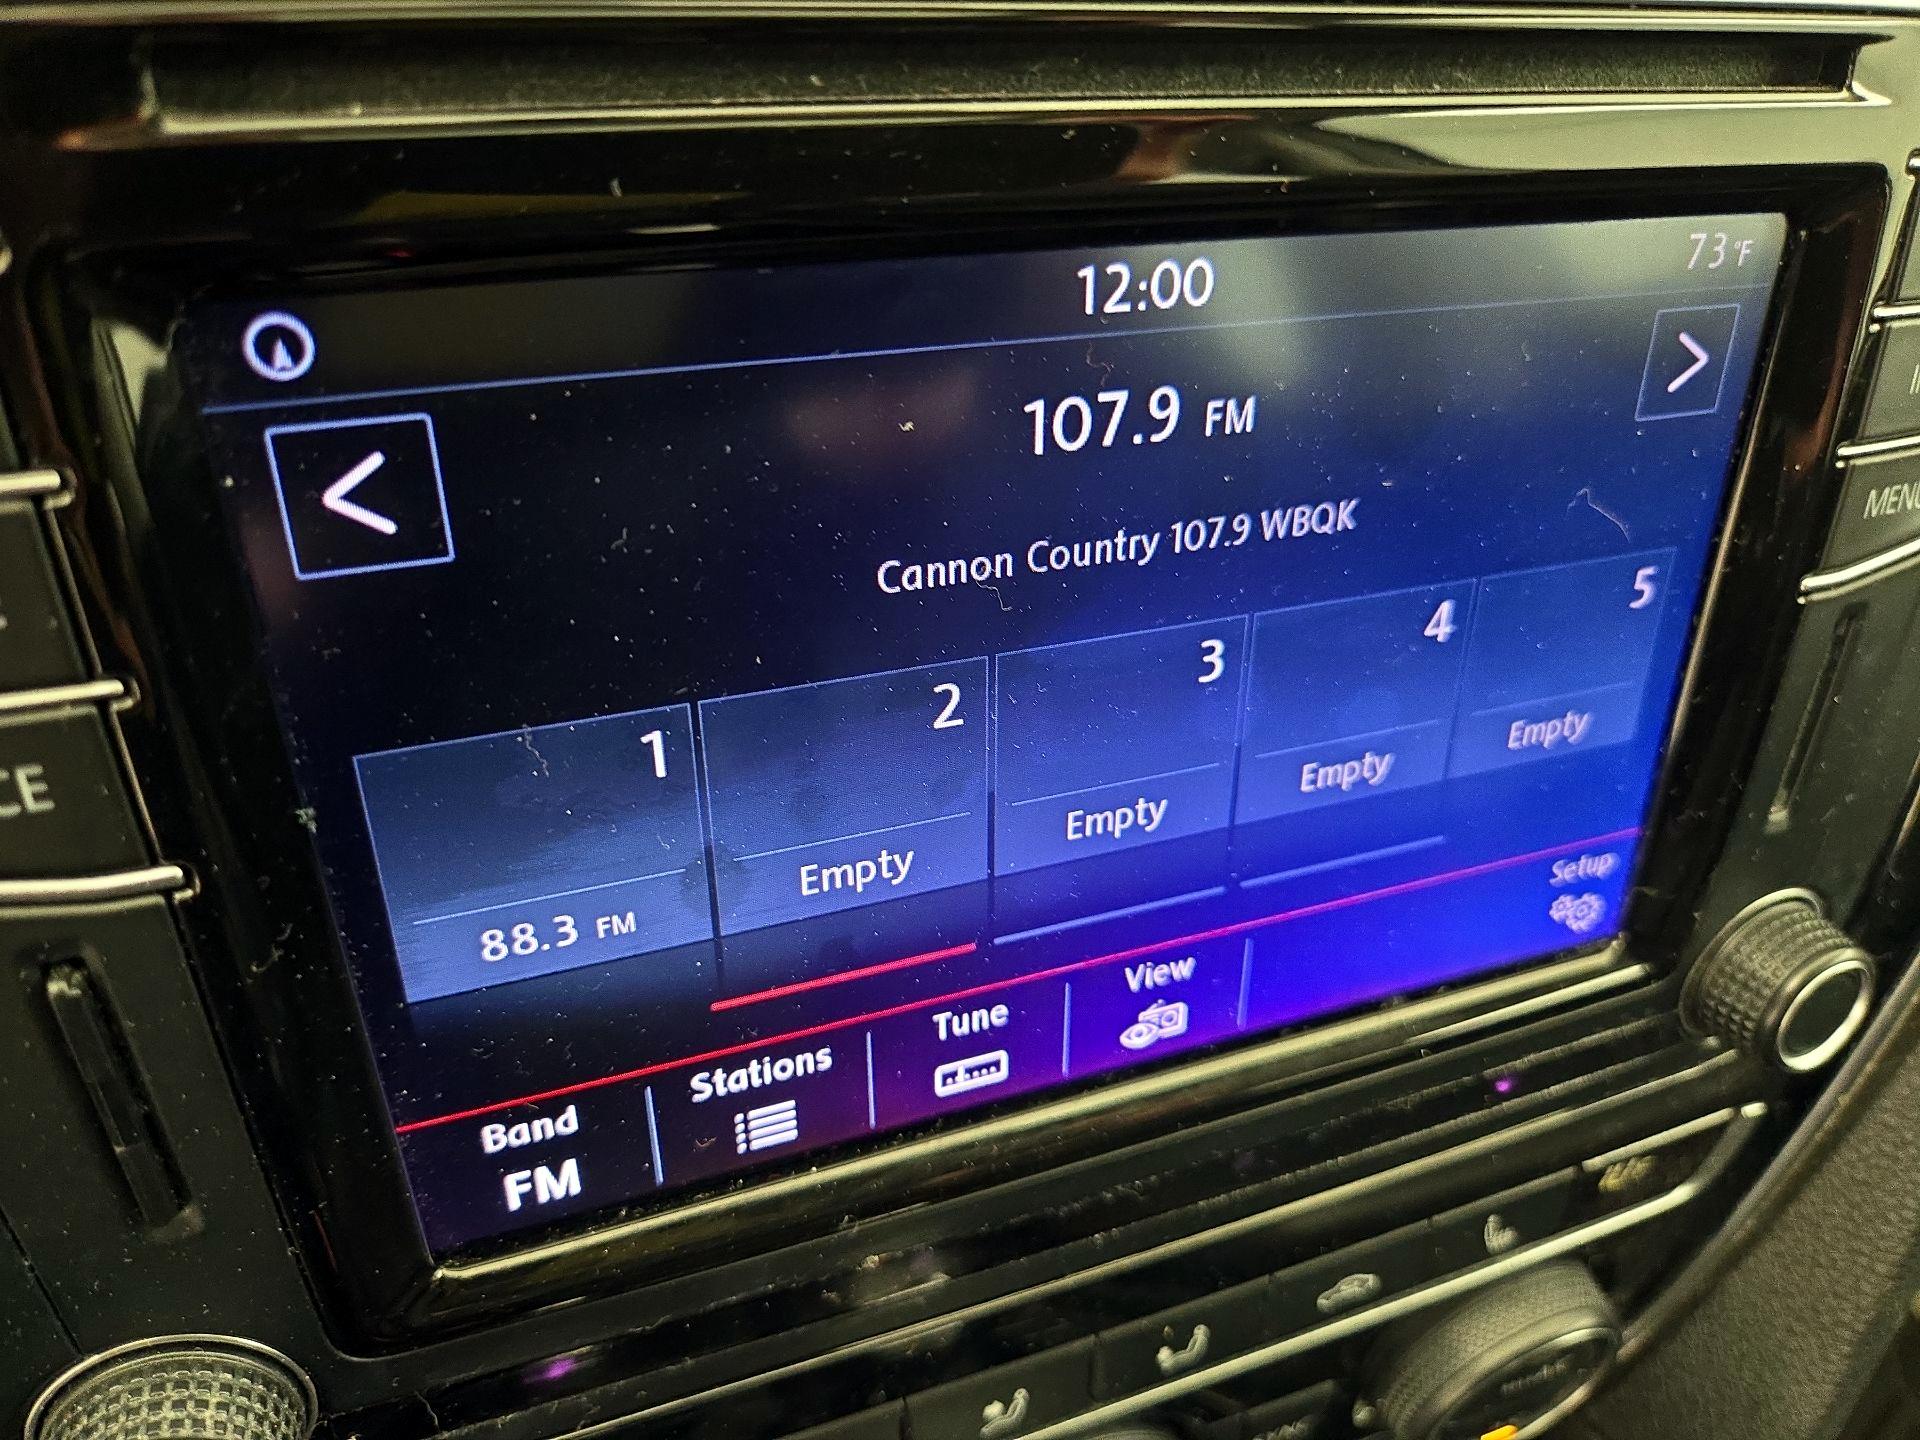 12:00
73°F
107.9 FM
Cannon Country 107.9 WBQK
1
2
3
4
5
88.3 FM
Empty
Empty
Empty
Empty
Band
FM
Stations
Tune
View
Setup